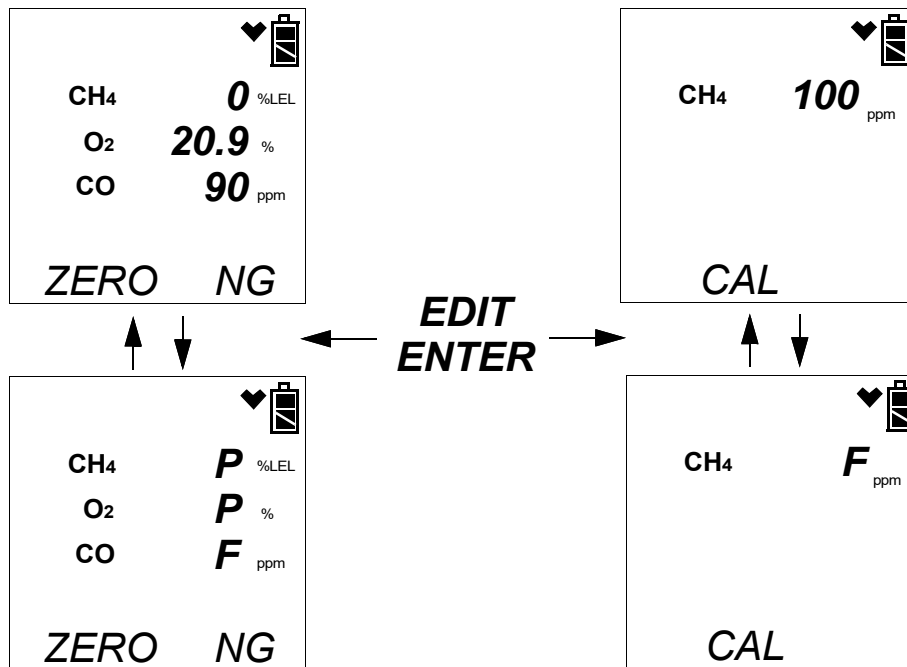 CH4 0 %LEL
O2 20.9 %
CO 90 ppm
ZERO NG
CH4 100 ppm
CAL
EDIT
ENTER
CH4 P %LEL
O2 P %
CO F ppm
ZERO NG
CH4 F ppm
CAL